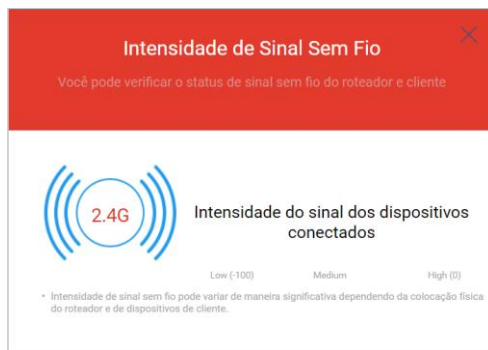 Intensidade de Sinal Sem Fio
Você pode verificar o status de sinal sem fio do roteador e cliente
2.4G
Intensidade do sinal dos dispositivos
conectados
Low (-100) Medium High (0)
* Intensidade de sinal sem fio pode variar de maneira significativa dependendo da colocação física
do roteador e de dispositivos de cliente.